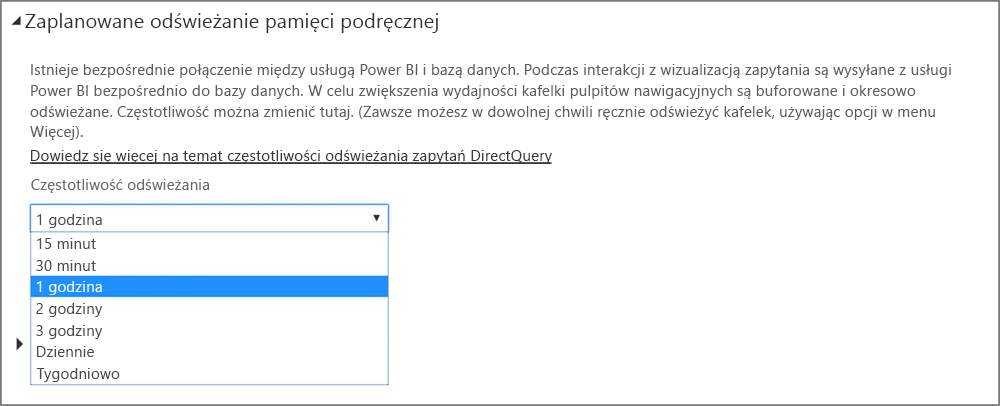 Zaplanowane odświeżanie pamięci podręcznej
Istnieje bezpośrednie połączenie między usługą Power BI i bazą danych. Podczas interakcji z wizualizacją zapytania są wysyłane z usługi
Power BI bezpośrednio do bazy danych. W celu zwiększenia wydajności kafelki pulpitów nawigacyjnych są buforowane i okresowo
odświeżane. Częstotliwość można zmienić tutaj. (Zawsze możesz w dowolnej chwili ręcznie odświeżyć kafelek, używając opcji w menu
Więcej).
Dowiedz się więcej na temat częstotliwości odświeżania zapytań DirectQuery
Częstotliwość odświeżania
1 godzina
15 minut
30 minut
1 godzina
2 godziny
3 godziny
Dziennie
Tygodniowo